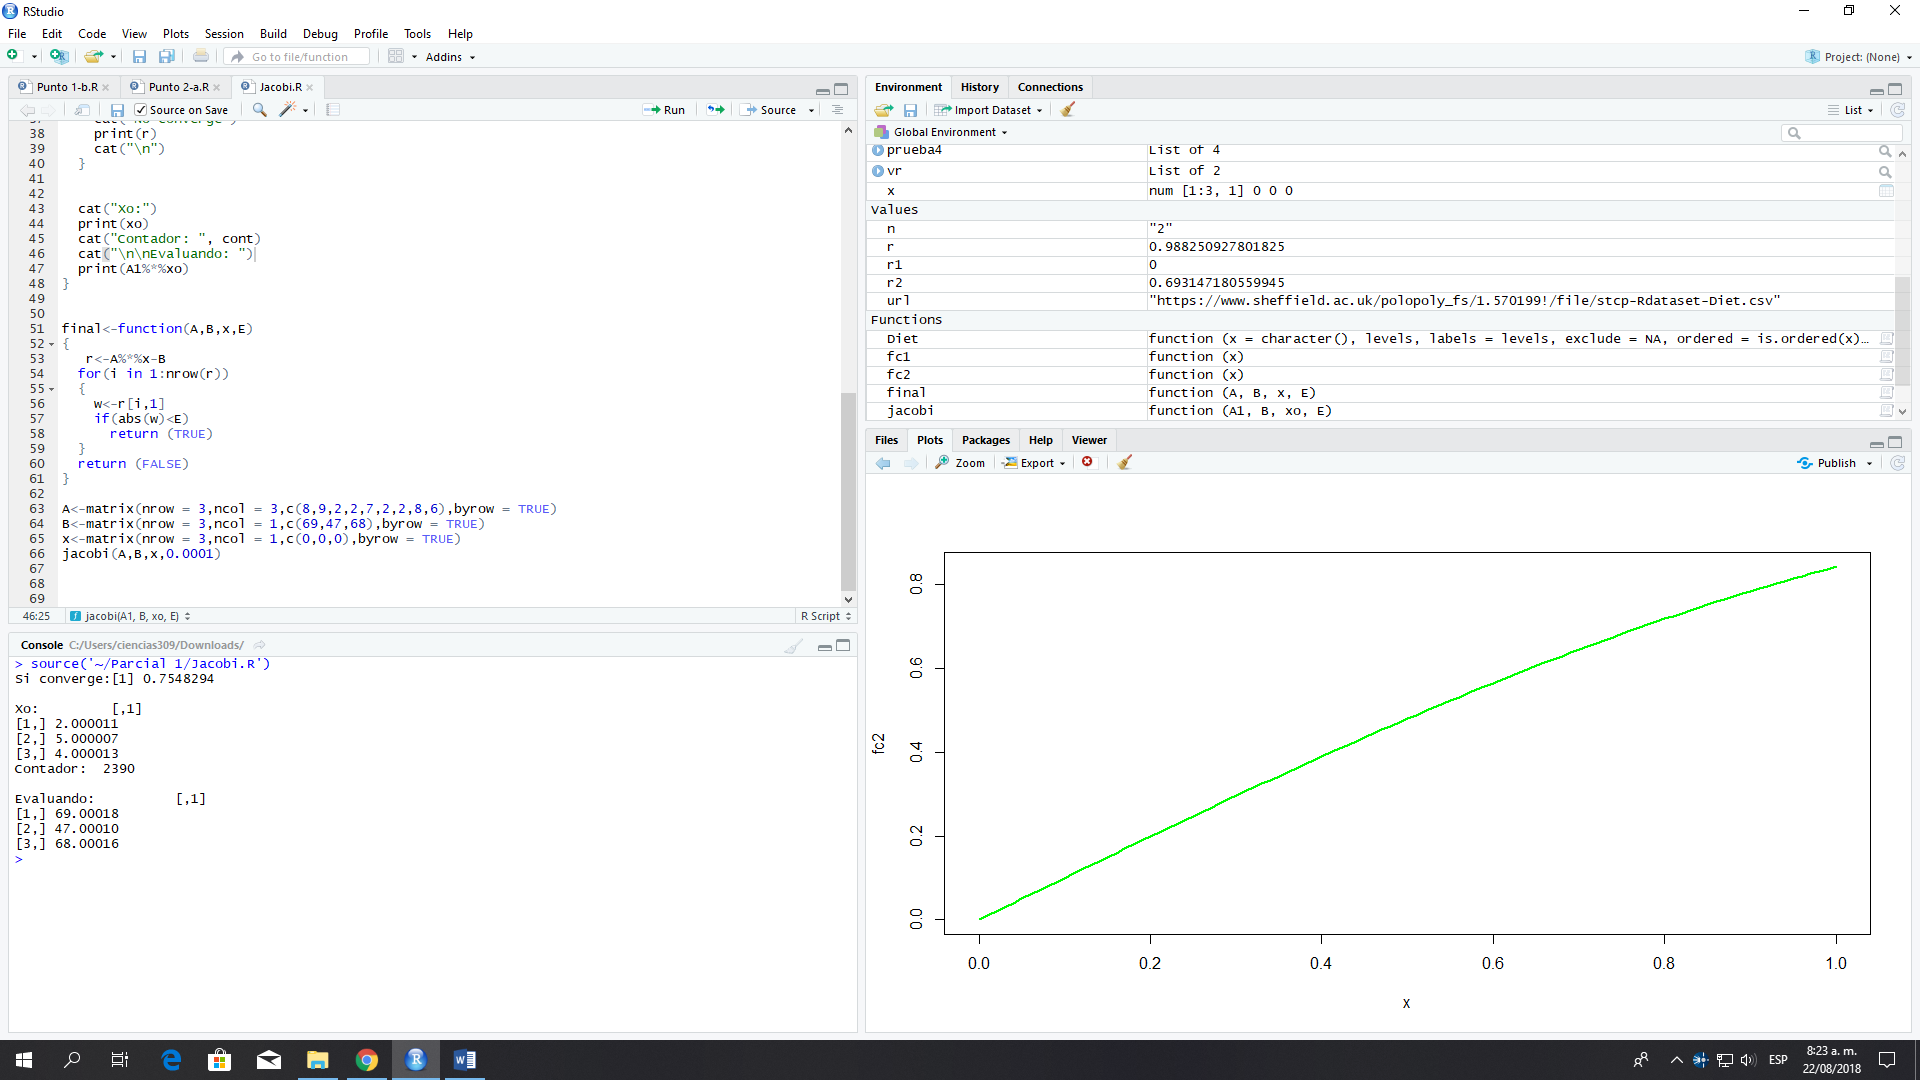 RStudio
File Edit Code View Plots Session Build Debug Profile Tools Help
Go to file/function Addins Project: (None)
Punto 1-b.R Punto 2-a.R Jacobi.R
Source on Save Run Source
38 print(r)
39 cat("\n")
40 }
41
42
43 cat("Xo:")
44 print(xo)
45 cat("Contador: ", cont)
46 cat("\n\nEvaluando: ")
47 print(A1%*%xo)
48 }
49
50
51 final<-function(A,B,x,E)
52 {
53 r<-A%*%x-B
54 for(i in 1:nrow(r))
55 {
56 w<-r[i,1]
57 if(abs(w)<E)
58 return (TRUE)
59 }
60 return (FALSE)
61 }
62
63 A<-matrix(nrow = 3,ncol = 3,c(8,9,2,2,7,2,2,8,6),byrow = TRUE)
64 B<-matrix(nrow = 3,ncol = 1,c(69,47,68),byrow = TRUE)
65 x<-matrix(nrow = 3,ncol = 1,c(0,0,0),byrow = TRUE)
66 jacobi(A,B,x,0.0001)
67
68
69
46:25 jacobi(A1, B, xo, E) R Script
Console C:/Users/ciencias309/Downloads/
> source('~/Parcial 1/Jacobi.R')
Si converge:[1] 0.7548294
Xo: [,1]
[1,] 2.000011
[2,] 5.000007
[3,] 4.000013
Contador: 2390
Evaluando: [,1]
[1,] 69.00018
[2,] 47.00010
[3,] 68.00016
>
Environment History Connections
Import Dataset List
Global Environment
prueba4 List of 4
vr List of 2
x num [1:3, 1] 0 0 0
Values
n "2"
r 0.988250927801825
r1 0
r2 0.693147180559945
url "https://www.sheffield.ac.uk/polopoly_fs/1.570199!/file/stcp-Rdataset-Diet.csv"
Functions
Diet function (x = character(), levels, labels = levels, exclude = NA, ordered = is.ordered(x)…
fc1 function (x)
fc2 function (x)
final function (A, B, x, E)
jacobi function (A1, B, xo, E)
Files Plots Packages Help Viewer
Zoom Export Publish
0.8
0.6
0.4
0.2
0.0
fc2
0.0 0.2 0.4 0.6 0.8 1.0
x
ESP
8:23 a. m.
22/08/2018